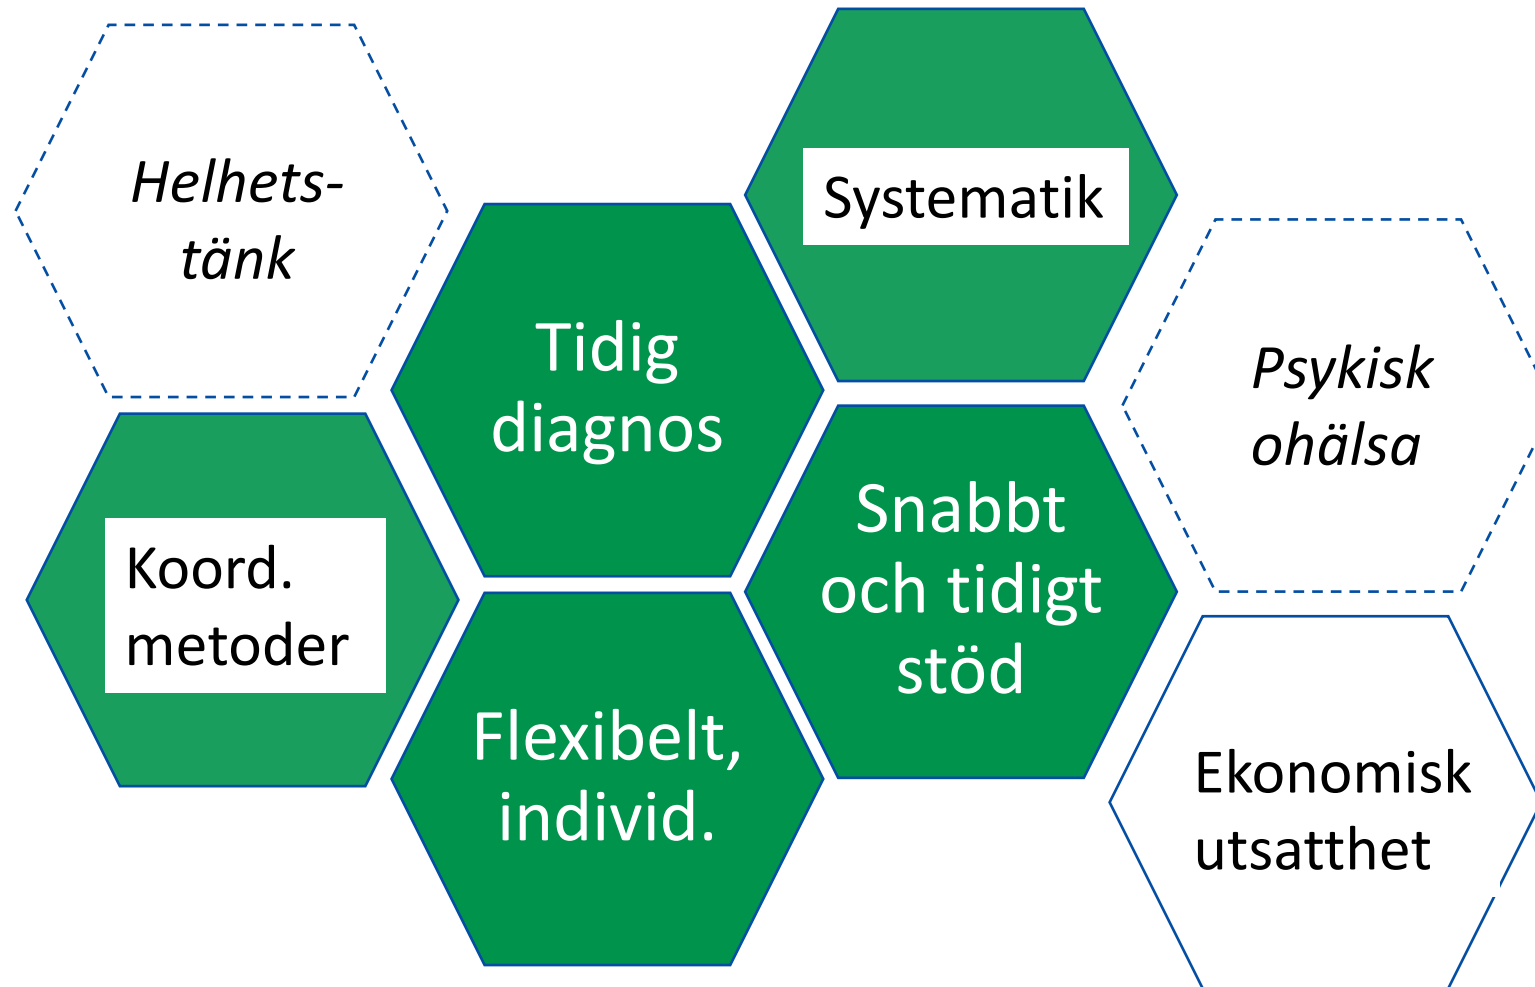 Helhets-
tänk
Systematik
Tidig
diagnos
Psykisk
ohälsa
Snabbt
och tidigt
stöd
Koord.
metoder
Flexibelt,
individ.
Ekonomisk
utsatthet